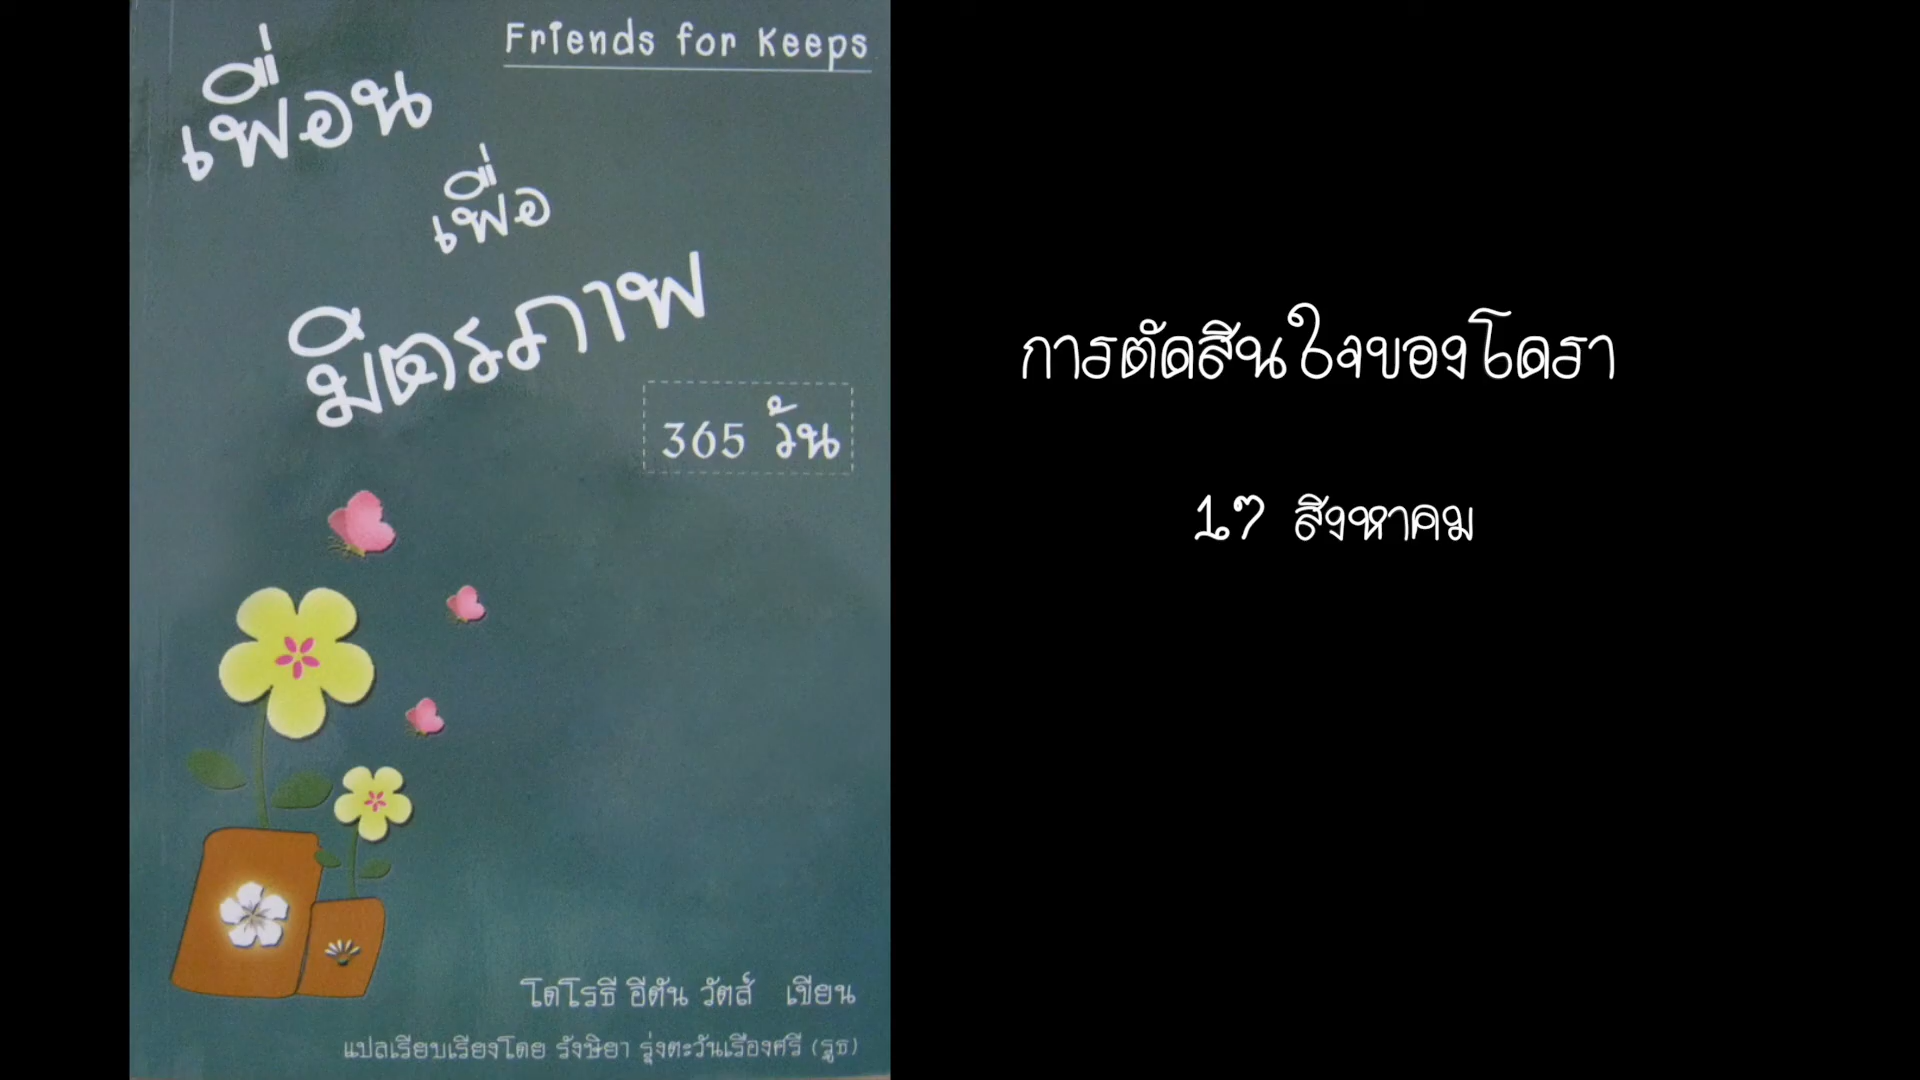 Friends for Keeps
เพื่อน
เพื่อ
มิตรภาพ
365 วัน
โดโรธี อีตัน วัตส์ เขียน
แปลเรียบเรียงโดย รังษิยา รุ่งตะวันเรืองศรี (รูธ)
การตัดสินใจของโดรา
17 สิงหาคม